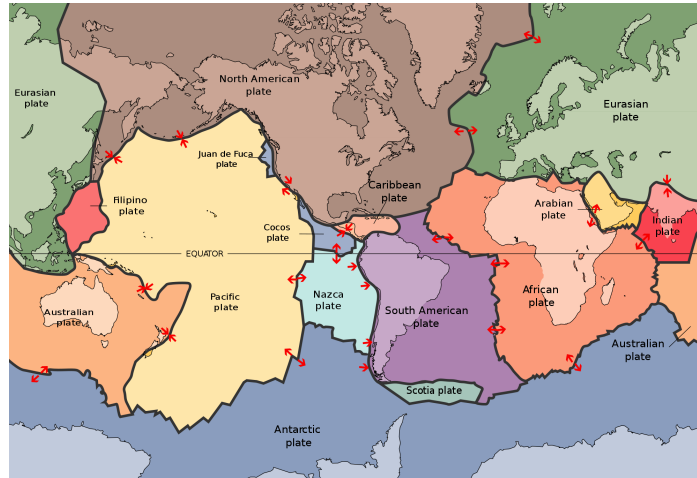 North American
plate
Eurasian
plate
Eurasian
plate
Juan de Fuca
plate
Caribbean
plate
Filipino
plate
Arabian
plate
Indian
plate
Cocos
plate
EQUATOR
Pacific
plate
Nazca
plate
African
plate
Australian
plate
South American
plate
Australian
plate
Scotia plate
Antarctic
plate